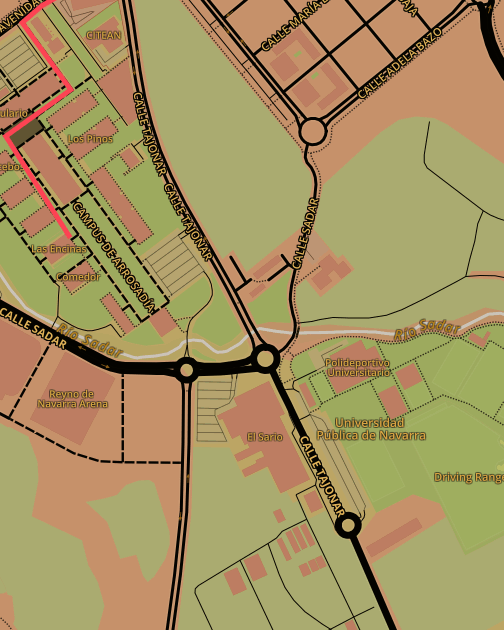 AVENIDA
CITEAN
CALLE MARÍA
CALLE ADELA BAZO
CALLE TAJONAR
CALLE TAJONAR
Los Pinos
CALLE SADAR
CAMPUS DE ARROSADÍA
Las Encinas
Comedor
CALLE SADAR
Río Sadar
Río Sadar
Polideportivo
Universitario
Reyno de
Navarra Arena
Universidad
Pública de Navarra
El Sario
CALLE TAJONAR
Driving Range